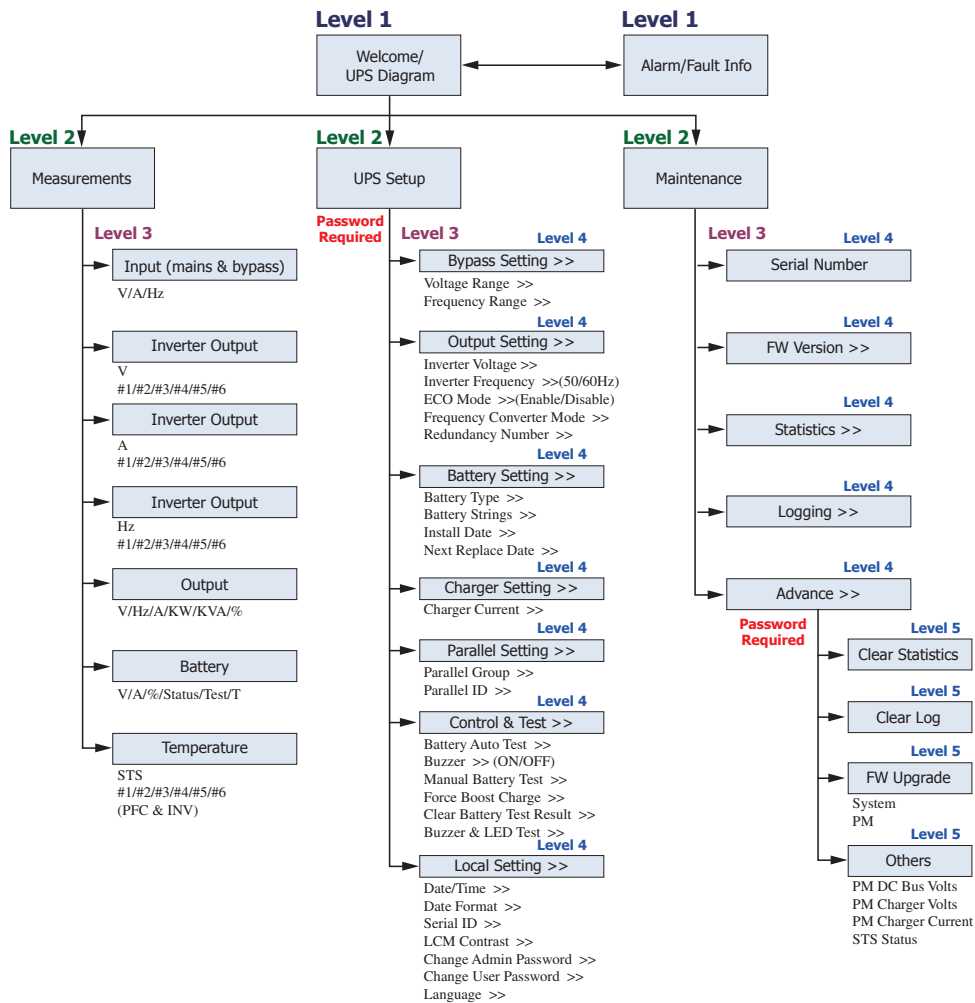 Level 1
Welcome/
UPS Diagram
Level 1
Alarm/Fault Info
Level 2
Measurements
Level 3
Input (mains & bypass)
V/A/Hz
Inverter Output
V
#1/#2/#3/#4/#5/#6
Inverter Output
A
#1/#2/#3/#4/#5/#6
Inverter Output
Hz
#1/#2/#3/#4/#5/#6
Output
V/Hz/A/KW/KVA/%
Battery
V/A/%/Status/Test/T
Temperature
STS
#1/#2/#3/#4/#5/#6
(PFC & INV)
Level 2
UPS Setup
Password
Required
Level 3
Level 4
Bypass Setting >>
Voltage Range >>
Frequency Range >>
Level 4
Output Setting >>
Inverter Voltage >>
Inverter Frequency >>(50/60Hz)
ECO Mode >>(Enable/Disable)
Frequency Converter Mode >>
Redundancy Number >>
Level 4
Battery Setting >>
Battery Type >>
Battery Strings >>
Install Date >>
Next Replace Date >>
Level 4
Charger Setting >>
Charger Current >>
Level 4
Parallel Setting >>
Parallel Group >>
Parallel ID >>
Level 4
Control & Test >>
Battery Auto Test >>
Buzzer >> (ON/OFF)
Manual Battery Test >>
Force Boost Charge >>
Clear Battery Test Result >>
Buzzer & LED Test >>
Level 4
Local Setting >>
Date/Time >>
Date Format >>
Serial ID >>
LCM Contrast >>
Change Admin Password >>
Change User Password >>
Language >>
Level 2
Maintenance
Level 3
Level 4
Serial Number
Level 4
FW Version >>
Level 4
Statistics >>
Level 4
Logging >>
Level 4
Advance >>
Password
Required
Level 5
Clear Statistics
Level 5
Clear Log
Level 5
FW Upgrade
System
PM
Level 5
Others
PM DC Bus Volts
PM Charger Volts
PM Charger Current
STS Status